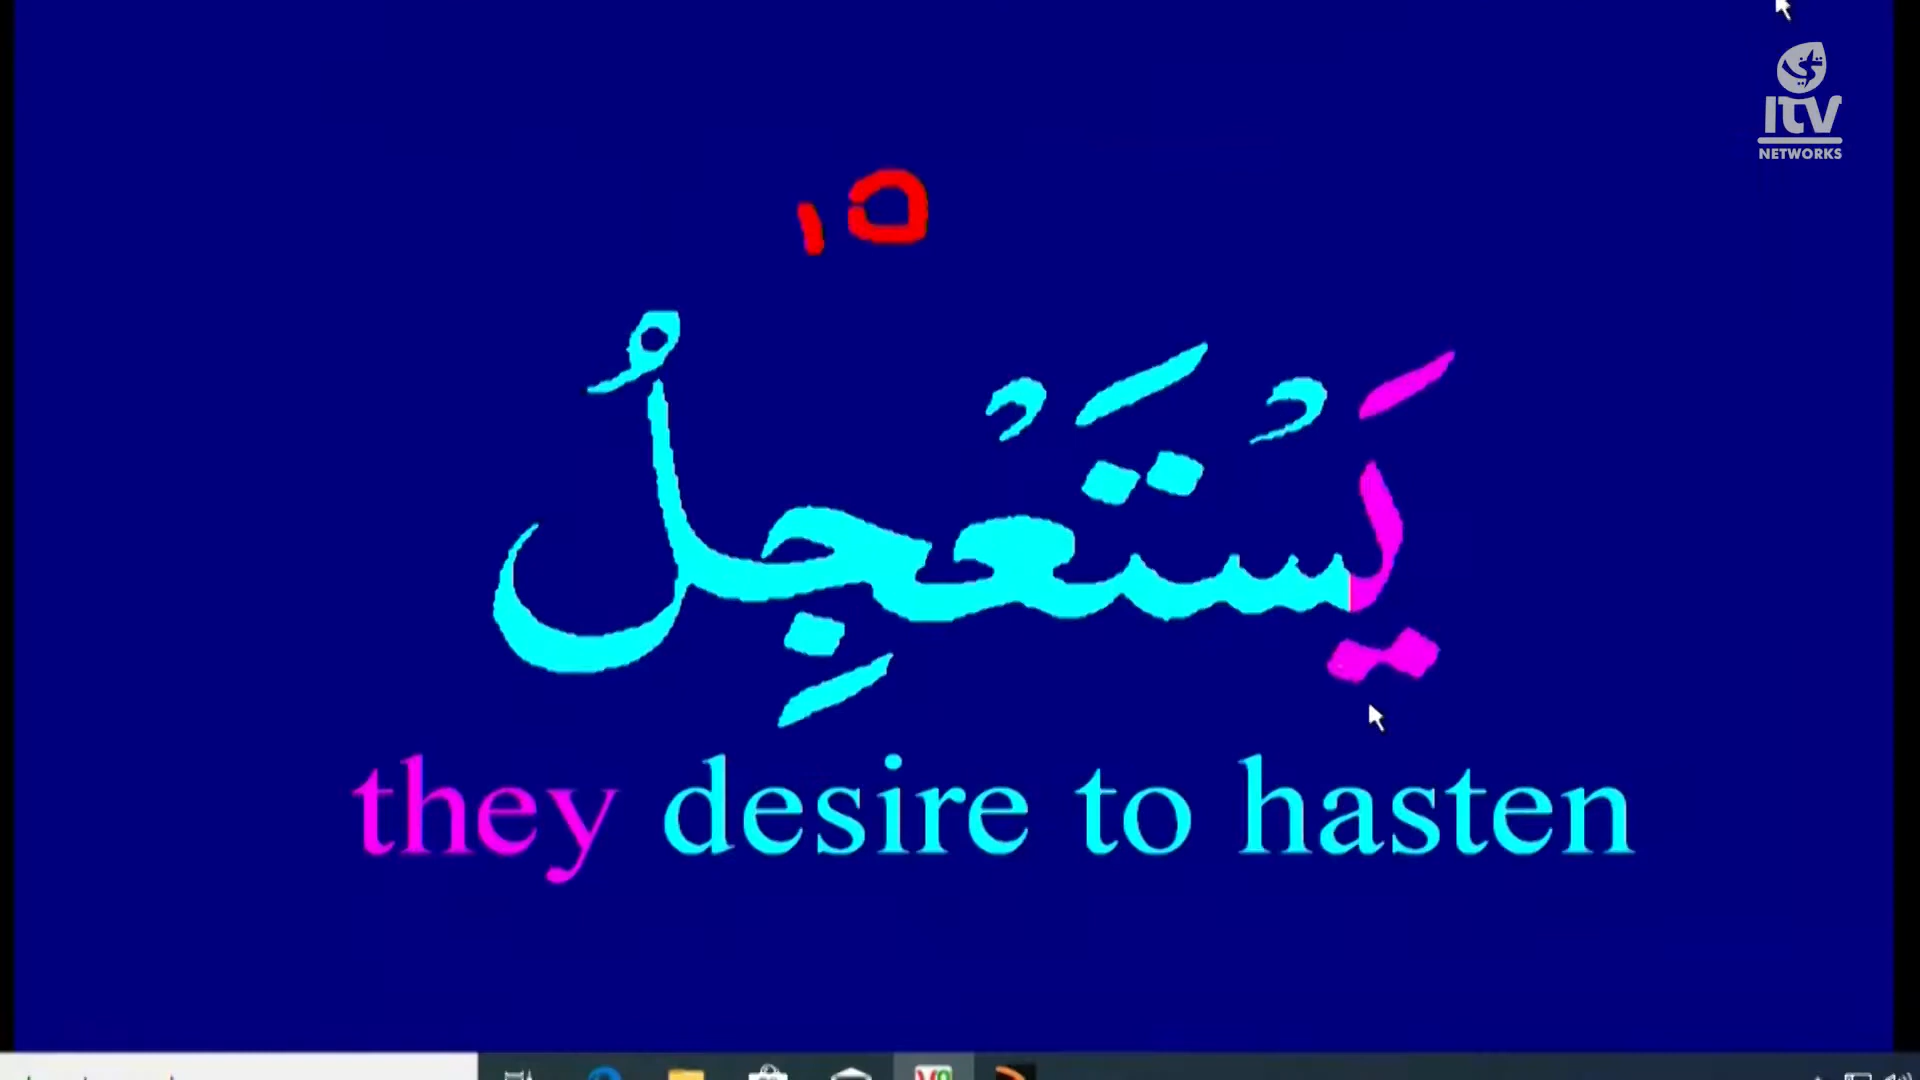 ITV
NETWORKS
١٥
يَسْتَعْجِلُ
they desire to hasten